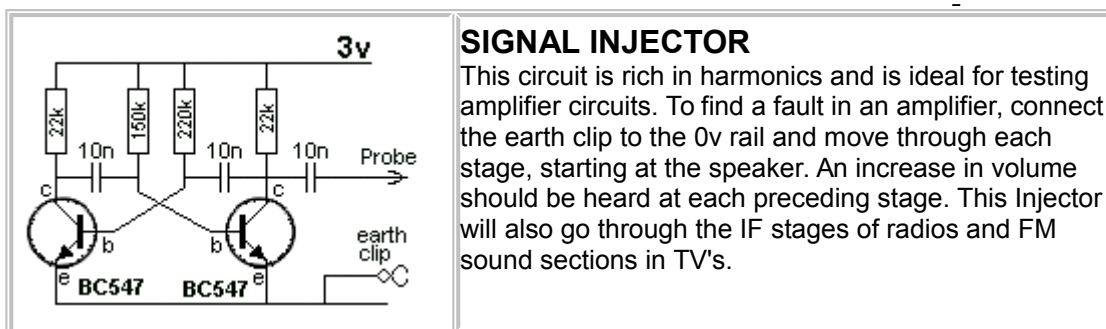 3v
22k
150k
220k
22k
10n
10n
10n
Probe
c
c
b
b
earth
clip
e
BC547
BC547
e
SIGNAL INJECTOR
This circuit is rich in harmonics and is ideal for testing
amplifier circuits. To find a fault in an amplifier, connect
the earth clip to the 0v rail and move through each
stage, starting at the speaker. An increase in volume
should be heard at each preceding stage. This Injector
will also go through the IF stages of radios and FM
sound sections in TV's.